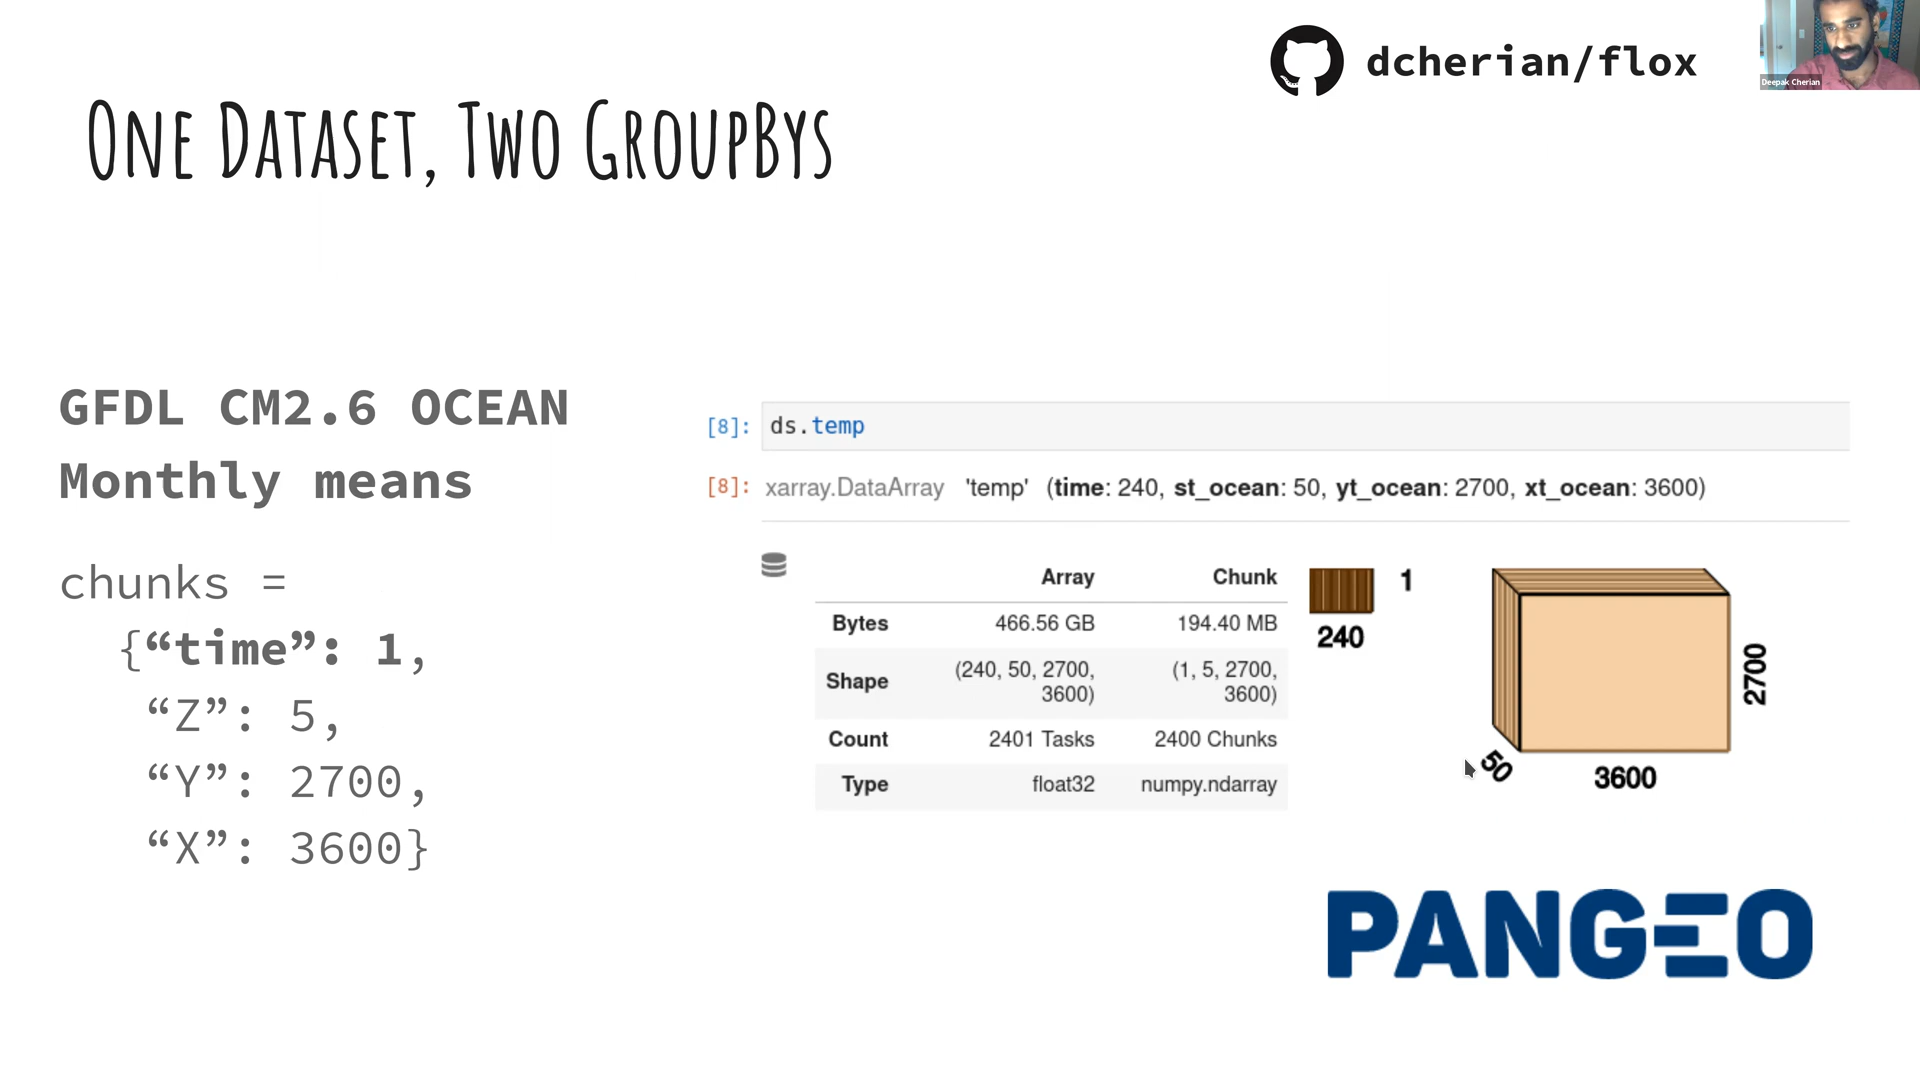 dcherian/flox
Deepak Cherian
One Dataset, Two GroupBys
GFDL CM2.6 OCEAN
Monthly means
chunks =
{“time”: 1,
“Z”: 5,
“Y”: 2700,
“X”: 3600}
[8]: ds.temp
[8]: xarray.DataArray 'temp' (time: 240, st_ocean: 50, yt_ocean: 2700, xt_ocean: 3600)
Array Chunk
Bytes 466.56 GB 194.40 MB
Shape (240, 50, 2700, 3600) (1, 5, 2700, 3600)
Count 2401 Tasks 2400 Chunks
Type float32 numpy.ndarray
1
240
2700
50
3600
PANGEO